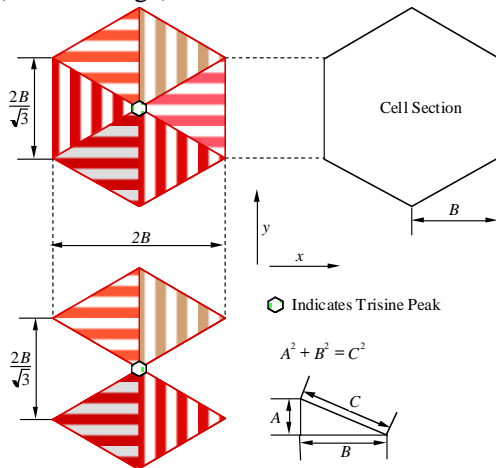 2B
√3
Cell Section
B
y
2B
x
Indicates Trisine Peak
2B
√3
A² + B² = C²
C
A
B